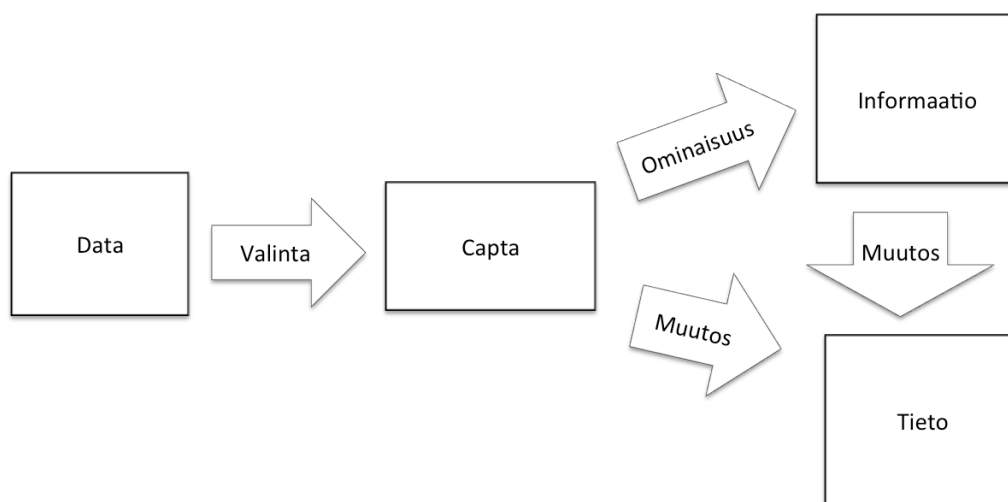 Data
Valinta
Capta
Ominaisuus
Informaatio
Muutos
Muutos
Tieto